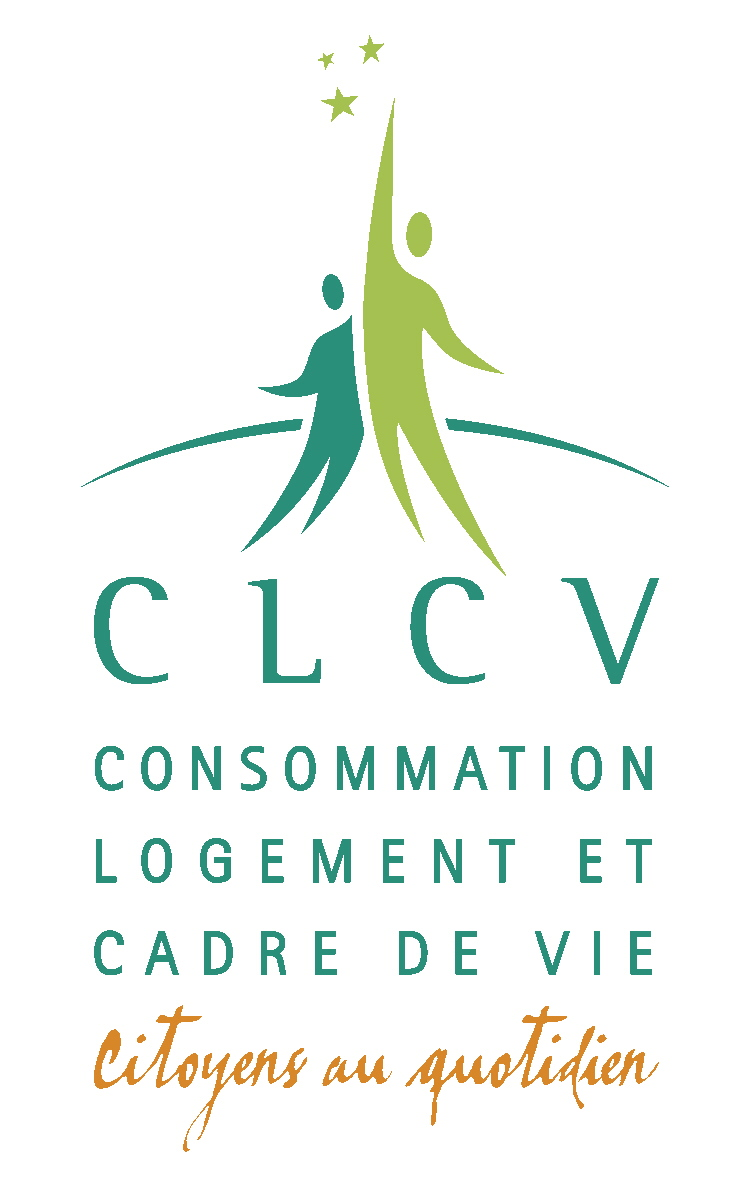 CLCV
CONSOMMATION
LOGEMENT ET
CADRE DE VIE
Citoyens au quotidien